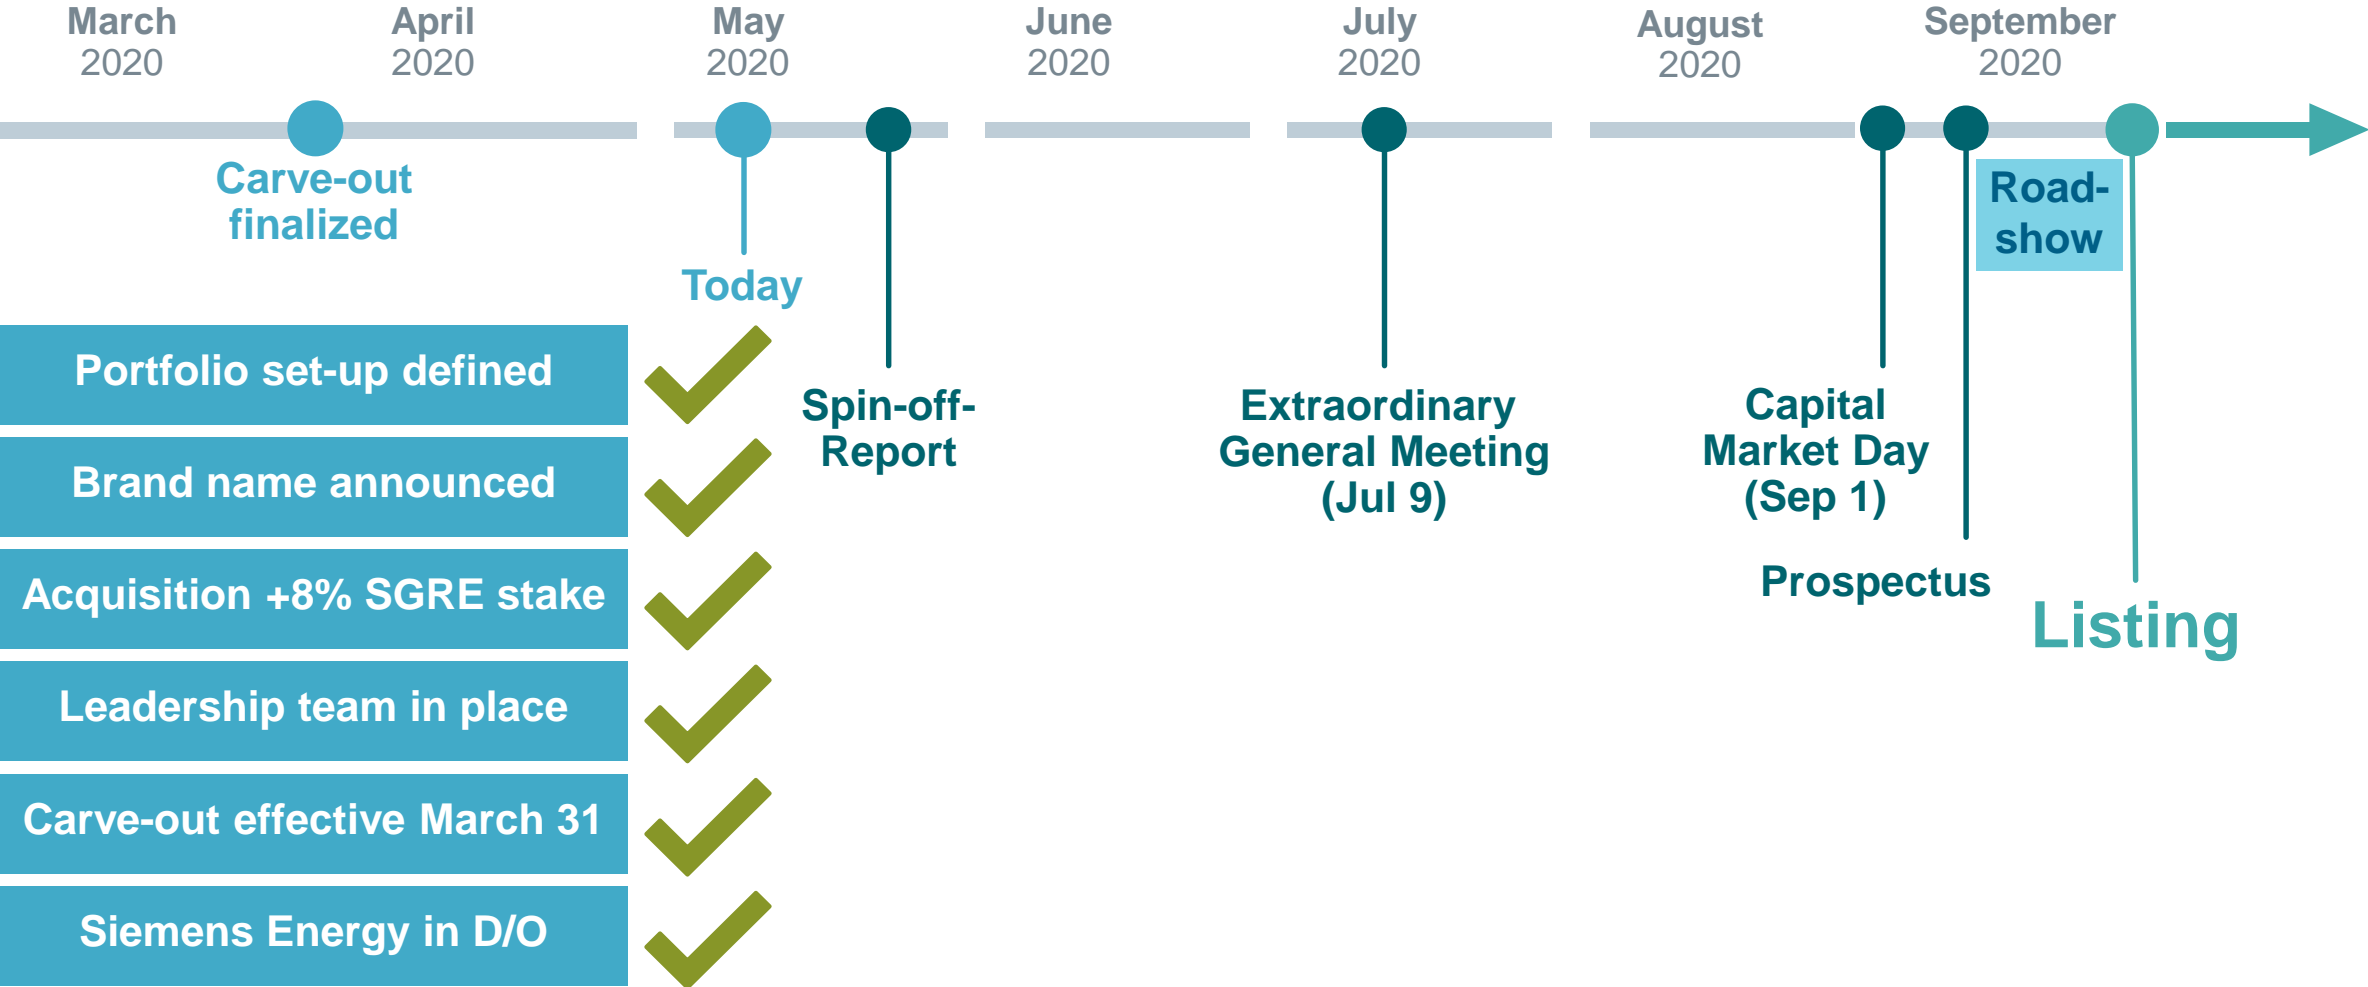 March
2020
April
2020
May
2020
June
2020
July
2020
August
2020
September
2020
Carve-out
finalized
Today
Road-
show
Spin-off-
Report
Extraordinary
General Meeting
(Jul 9)
Capital
Market Day
(Sep 1)
Prospectus
Listing
Portfolio set-up defined
Brand name announced
Acquisition +8% SGRE stake
Leadership team in place
Carve-out effective March 31
Siemens Energy in D/O